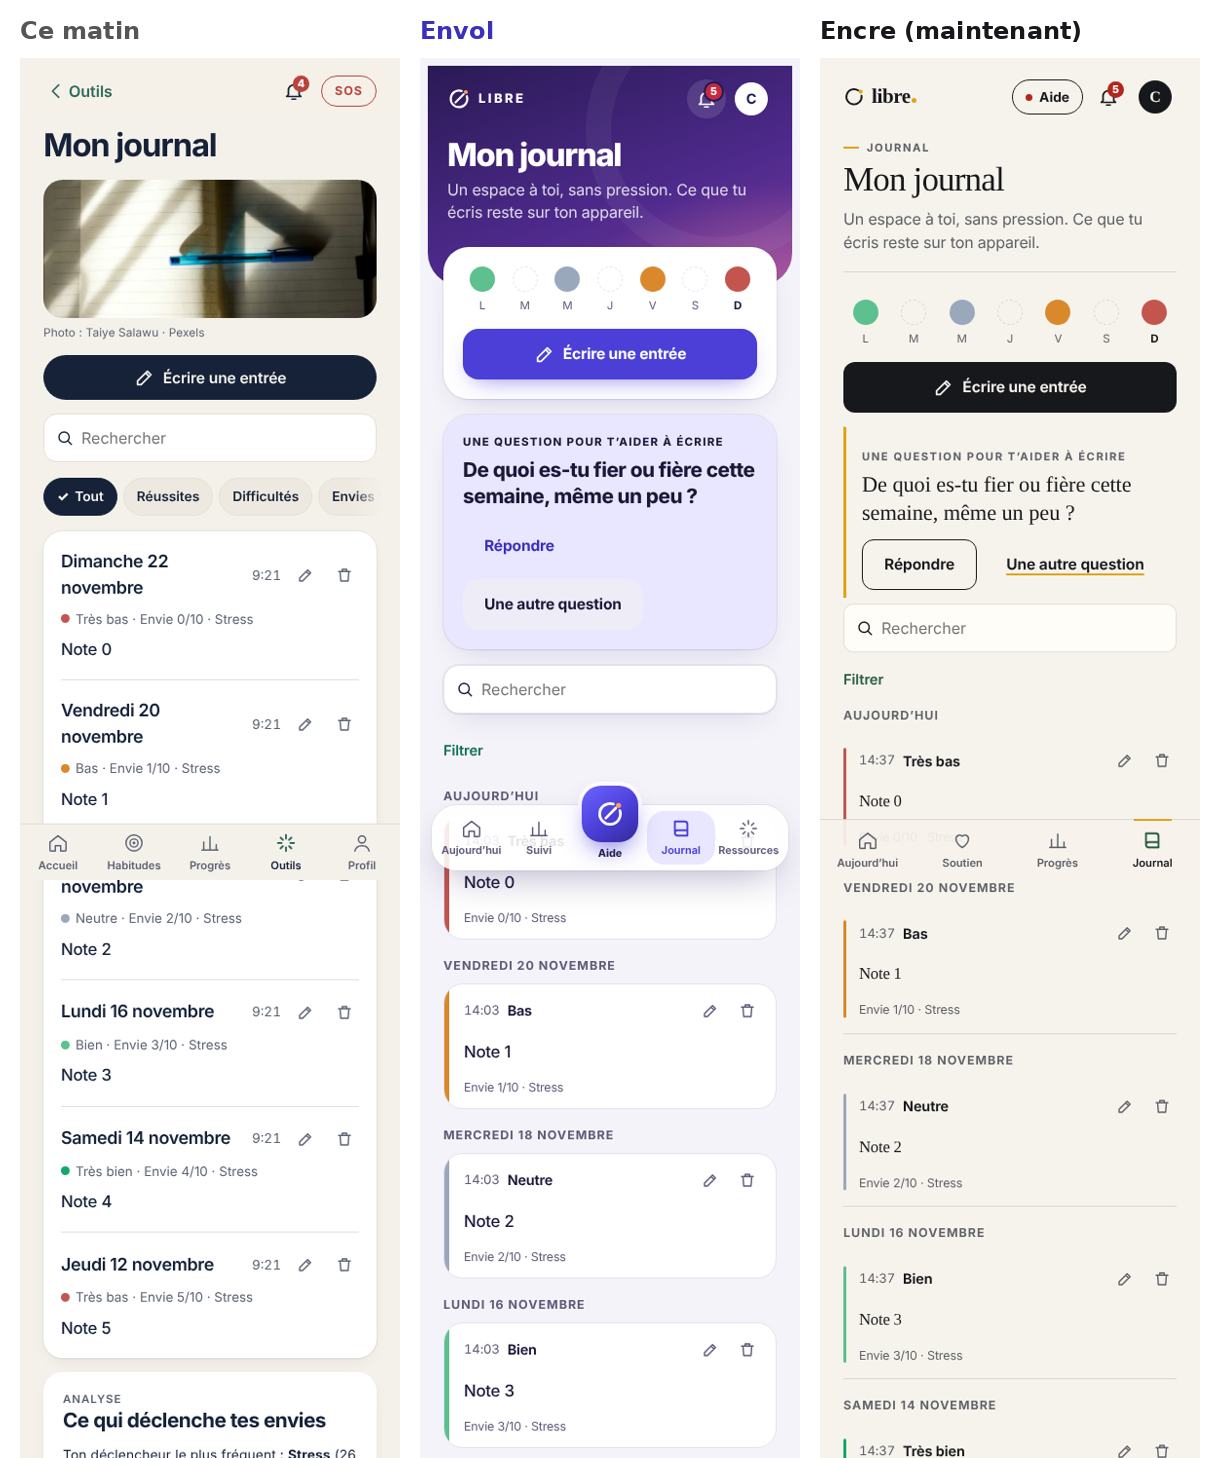 Ce matin
Outils
4
SOS
Mon journal
Photo : Taiye Salawu · Pexels
Écrire une entrée
Rechercher
Tout
Réussites
Difficultés
Envies
Dimanche 22 novembre
9:21
Très bas · Envie 0/10 · Stress
Note 0
Vendredi 20 novembre
9:21
Bas · Envie 1/10 · Stress
Note 1
Accueil
Habitudes
Progrès
Outils
Profil
novembre
Neutre · Envie 2/10 · Stress
Note 2
Lundi 16 novembre
9:21
Bien · Envie 3/10 · Stress
Note 3
Samedi 14 novembre
9:21
Très bien · Envie 4/10 · Stress
Note 4
Jeudi 12 novembre
9:21
Très bas · Envie 5/10 · Stress
Note 5
ANALYSE
Ce qui déclenche tes envies
Ton déclencheur le plus fréquent : Stress (26
Envol
LIBRE
5
C
Mon journal
Un espace à toi, sans pression. Ce que tu
écris reste sur ton appareil.
L M M J V S D
Écrire une entrée
UNE QUESTION POUR T’AIDER À ÉCRIRE
De quoi es-tu fier ou fière cette
semaine, même un peu ?
Répondre
Une autre question
Rechercher
Filtrer
AUJOURD’HUI
Très bas
Aujourd’hui
Suivi
Aide
Journal
Ressources
Note 0
Envie 0/10 · Stress
VENDREDI 20 NOVEMBRE
14:03 Bas
Note 1
Envie 1/10 · Stress
MERCREDI 18 NOVEMBRE
14:03 Neutre
Note 2
Envie 2/10 · Stress
LUNDI 16 NOVEMBRE
14:03 Bien
Note 3
Envie 3/10 · Stress
Encre (maintenant)
libre.
Aide
5
C
JOURNAL
Mon journal
Un espace à toi, sans pression. Ce que tu
écris reste sur ton appareil.
L M M J V S D
Écrire une entrée
UNE QUESTION POUR T’AIDER À ÉCRIRE
De quoi es-tu fier ou fière cette
semaine, même un peu ?
Répondre
Une autre question
Rechercher
Filtrer
AUJOURD’HUI
14:37 Très bas
Note 0
Aujourd’hui
Soutien
Progrès
Journal
VENDREDI 20 NOVEMBRE
14:37 Bas
Note 1
Envie 1/10 · Stress
MERCREDI 18 NOVEMBRE
14:37 Neutre
Note 2
Envie 2/10 · Stress
LUNDI 16 NOVEMBRE
14:37 Bien
Note 3
Envie 3/10 · Stress
SAMEDI 14 NOVEMBRE
14:37 Très bien